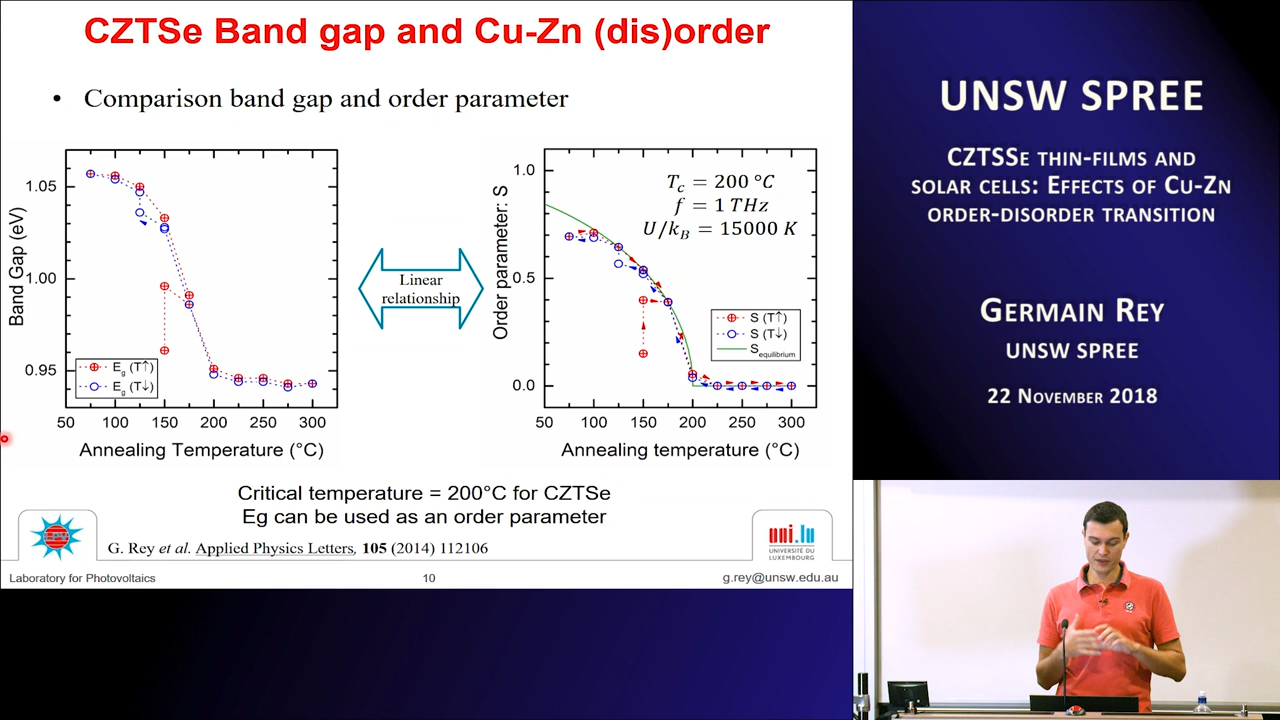 CZTSe Band gap and Cu-Zn (dis)order
• Comparison band gap and order parameter
Band Gap (eV)
1.05
1.00
0.95
E_g (T↑)
E_g (T↓)
50 100 150 200 250 300
Annealing Temperature (°C)
Linear
relationship
Order parameter: S
1.0
0.5
0.0
T_c = 200 °C
f = 1 THz
U/k_B = 15000 K
S (T↑)
S (T↓)
S_equilibrium
50 100 150 200 250 300
Annealing temperature (°C)
Critical temperature = 200°C for CZTSe
Eg can be used as an order parameter
G. Rey et al. Applied Physics Letters, 105 (2014) 112106
uni.lu
UNIVERSITÉ DU
LUXEMBOURG
Laboratory for Photovoltaics
10
g.rey@unsw.edu.au
UNSW SPREE
CZTSSe thin-films and
solar cells: Effects of Cu-Zn
order-disorder transition
Germain Rey
UNSW SPREE
22 November 2018